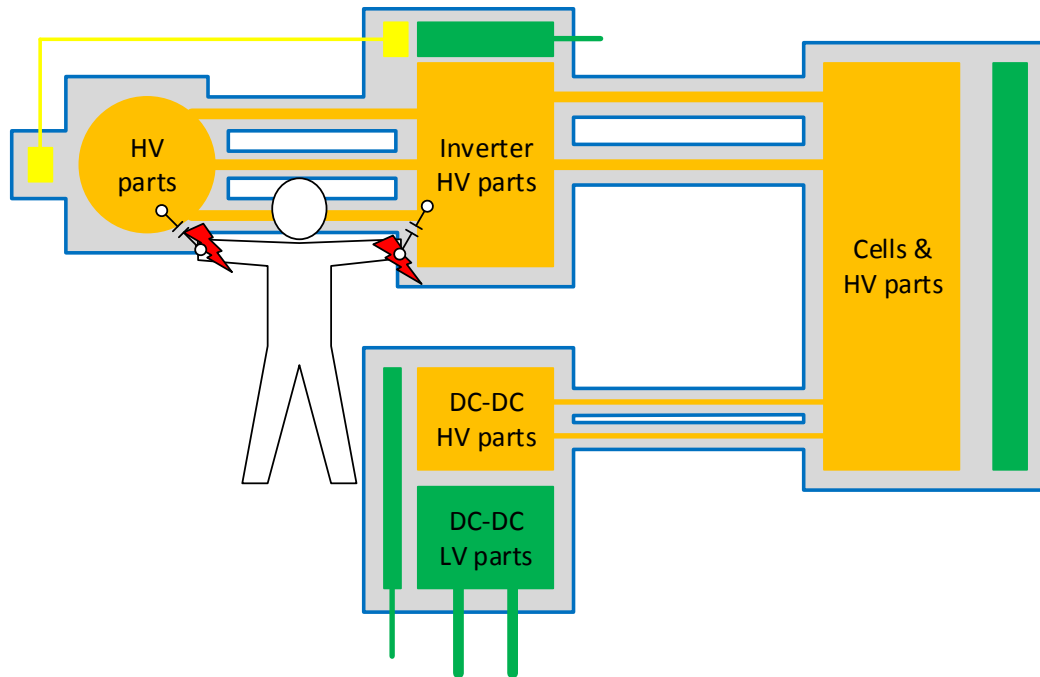 HV
parts
Inverter
HV parts
Cells &
HV parts
DC-DC
HV parts
DC-DC
LV parts